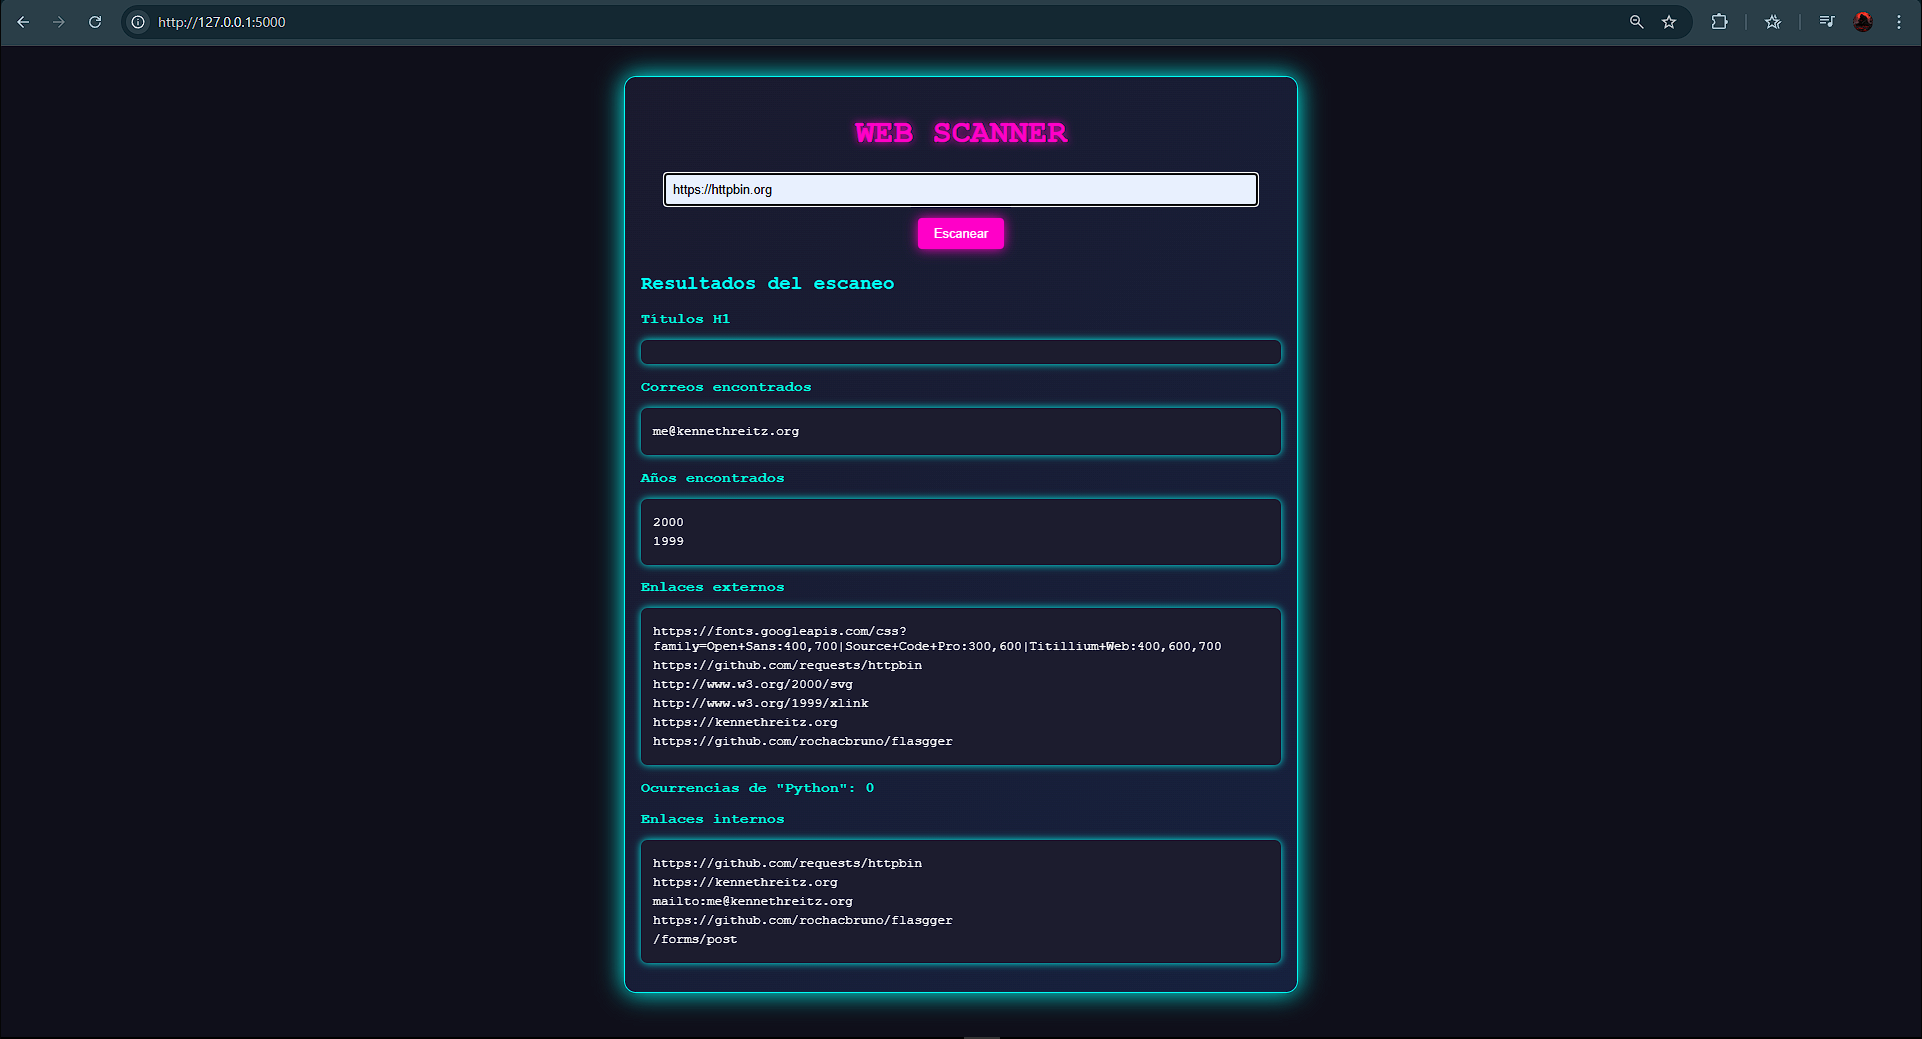 http://127.0.0.1:5000
WEB SCANNER
https://httpbin.org
Escanear
Resultados del escaneo
Títulos H1
Correos encontrados
me@kennethreitz.org
Años encontrados
2000
1999
Enlaces externos
https://fonts.googleapis.com/css?
family=Open+Sans:400,700|Source+Code+Pro:300,600|Titillium+Web:400,600,700
https://github.com/requests/httpbin
http://www.w3.org/2000/svg
http://www.w3.org/1999/xlink
https://kennethreitz.org
https://github.com/rochacbruno/flasgger
Ocurrencias de "Python": 0
Enlaces internos
https://github.com/requests/httpbin
https://kennethreitz.org
mailto:me@kennethreitz.org
https://github.com/rochacbruno/flasgger
/forms/post